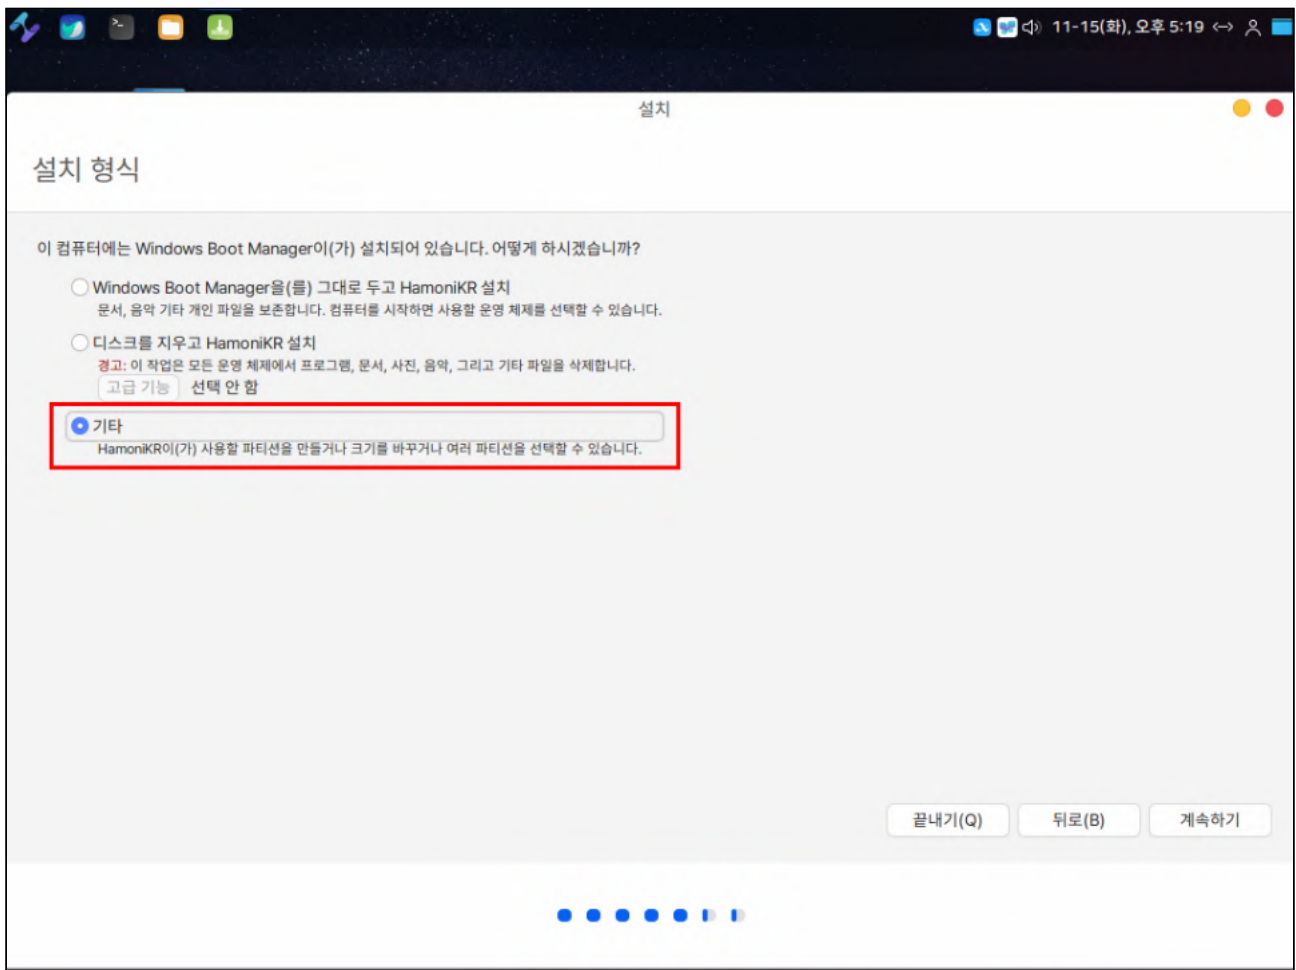 11-15(화), 오후 5:19
설치
설치 형식
이 컴퓨터에는 Windows Boot Manager이(가) 설치되어 있습니다. 어떻게 하시겠습니까?
Windows Boot Manager을(를) 그대로 두고 HamoniKR 설치
문서, 음악 기타 개인 파일을 보존합니다. 컴퓨터를 시작하면 사용할 운영 체제를 선택할 수 있습니다.
디스크를 지우고 HamoniKR 설치
경고: 이 작업은 모든 운영 체제에서 프로그램, 문서, 사진, 음악, 그리고 기타 파일을 삭제합니다.
고급 기능 선택 안 함
기타
HamoniKR이(가) 사용할 파티션을 만들거나 크기를 바꾸거나 여러 파티션을 선택할 수 있습니다.
끝내기(Q) 뒤로(B) 계속하기